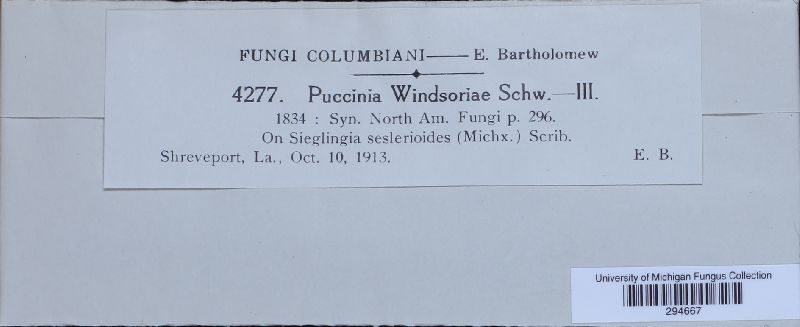 FUNGI COLUMBIANI—E. Bartholomew
4277. Puccinia Windsoriae Schw.—III.
1834 : Syn. North Am. Fungi p. 296.
On Sieglingia seslerioides (Michx.) Scrib.
Shreveport, La., Oct. 10, 1913. E. B.
University of Michigan Fungus Collection
294667